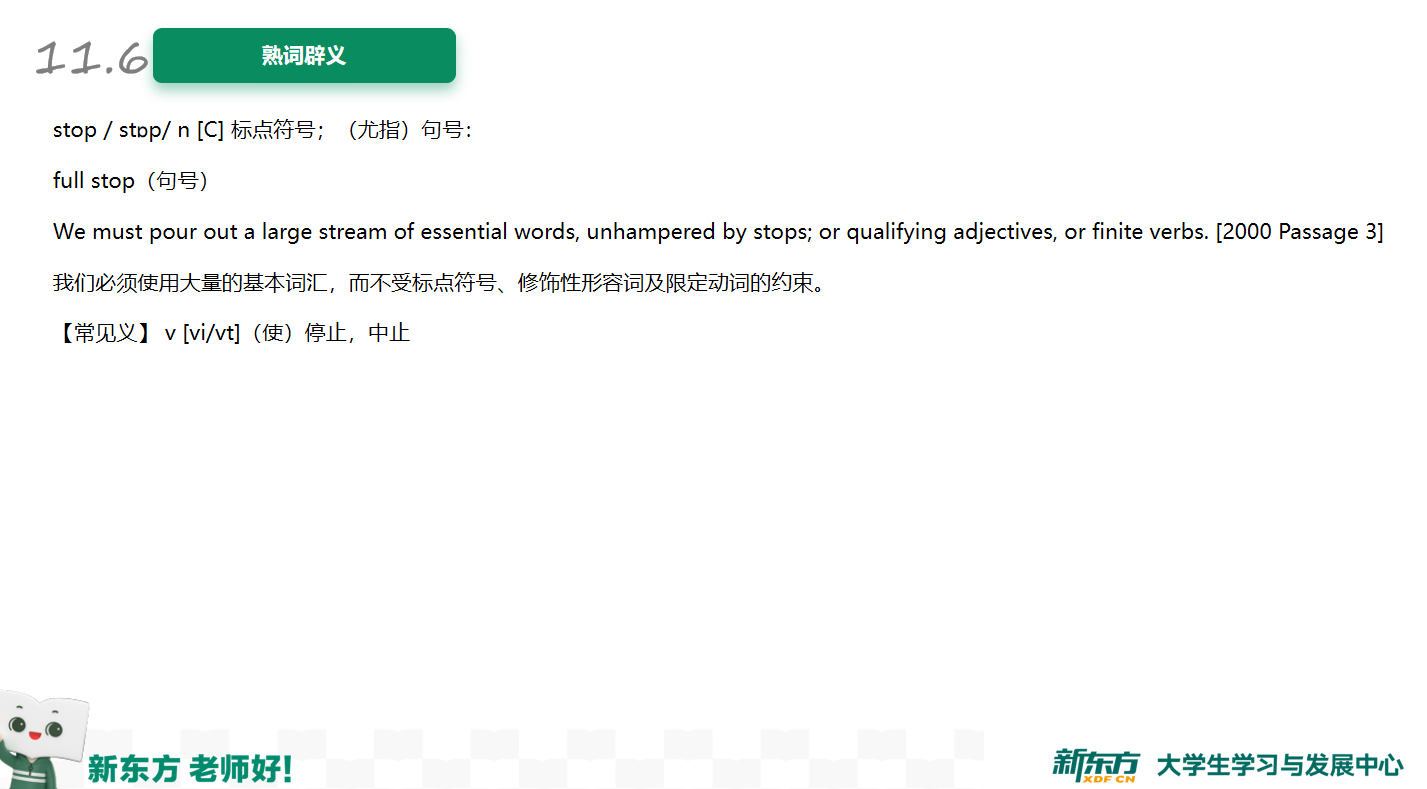 11.6
熟词辟义
stop / stɒp/ n [C] 标点符号；（尤指）句号：
full stop（句号）
We must pour out a large stream of essential words, unhampered by stops; or qualifying adjectives, or finite verbs. [2000 Passage 3]
我们必须使用大量的基本词汇，而不受标点符号、修饰性形容词及限定动词的约束。
【常见义】 v [vi/vt]（使）停止，中止
新东方 老师好！
新东方 大学生学习与发展中心
XDF.CN